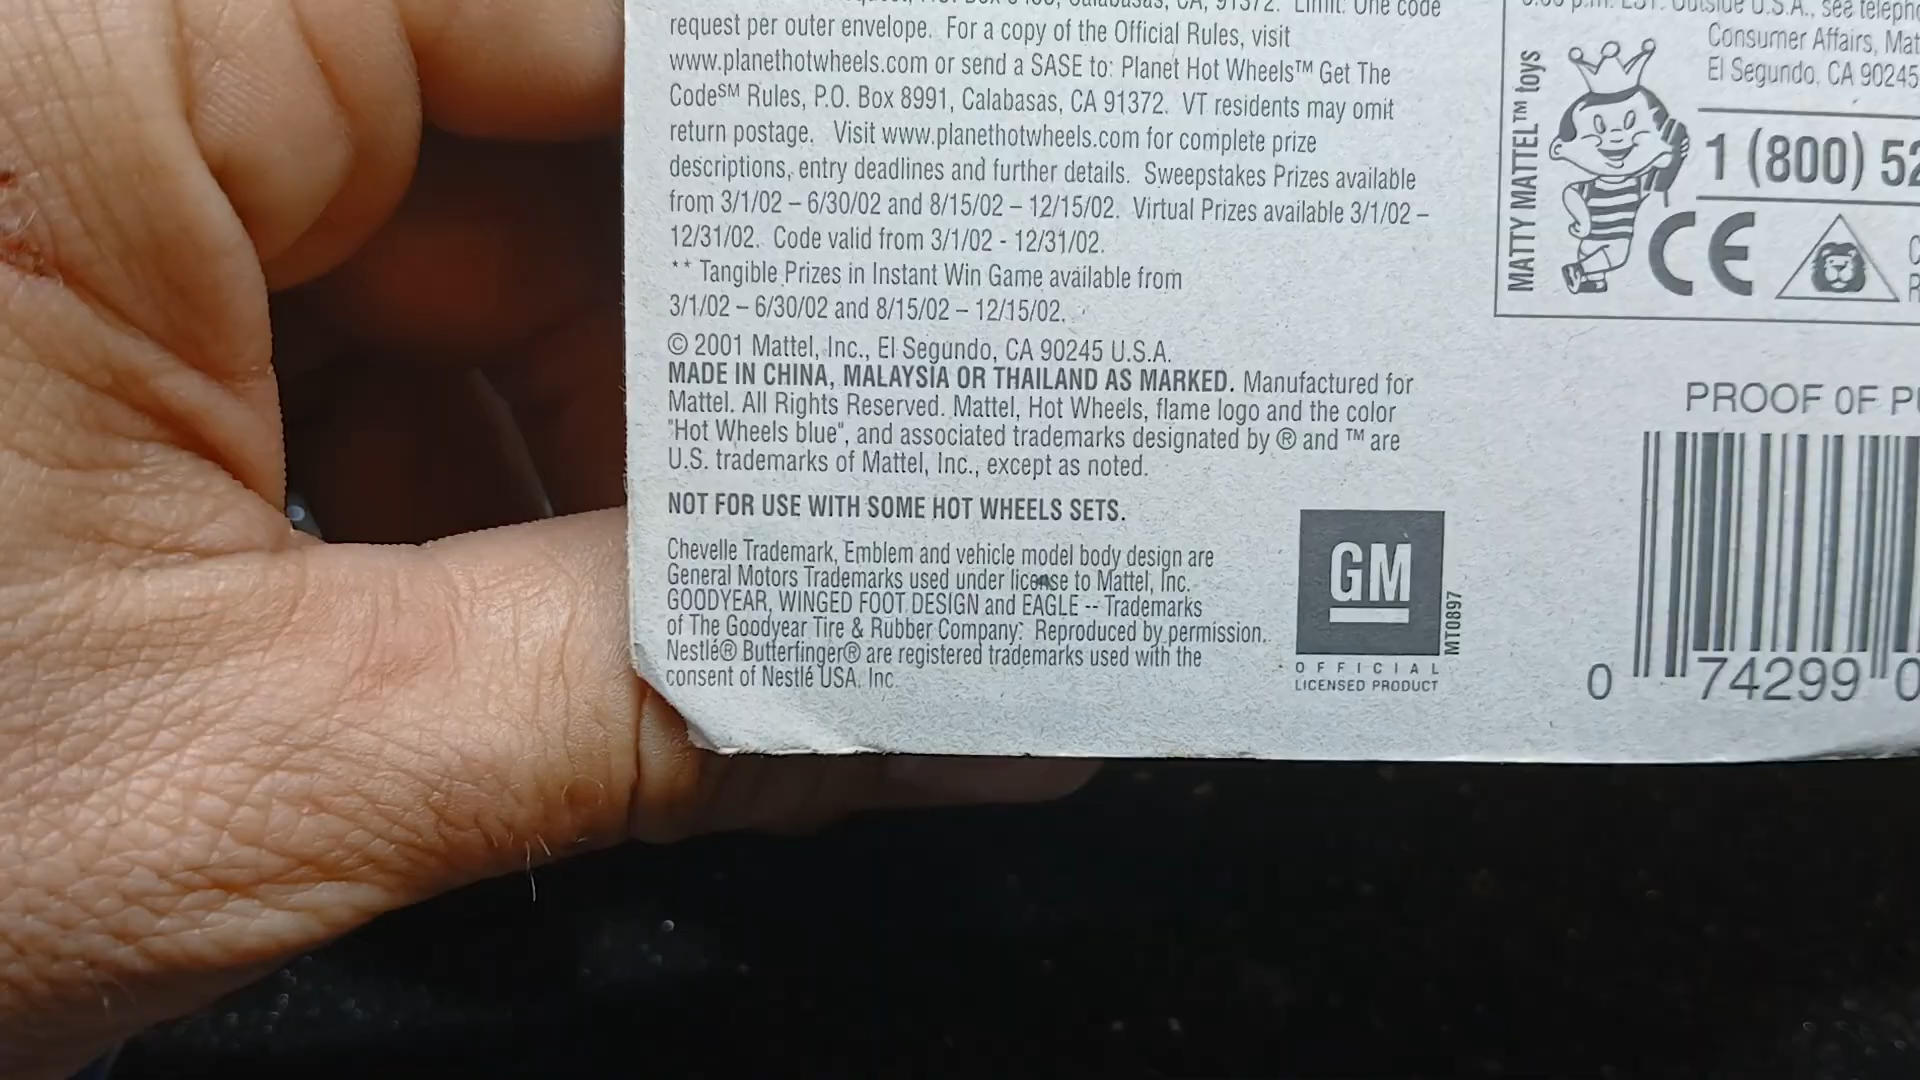 Calabasas, CA, 91372. Limit: One code
request per outer envelope. For a copy of the Official Rules, visit
www.planethotwheels.com or send a SASE to: Planet Hot Wheels™ Get The
Code℠ Rules, P.O. Box 8991, Calabasas, CA 91372. VT residents may omit
return postage. Visit www.planethotwheels.com for complete prize
descriptions, entry deadlines and further details. Sweepstakes Prizes available
from 3/1/02 – 6/30/02 and 8/15/02 – 12/15/02. Virtual Prizes available 3/1/02 –
12/31/02. Code valid from 3/1/02 - 12/31/02.
** Tangible Prizes in Instant Win Game available from
3/1/02 – 6/30/02 and 8/15/02 – 12/15/02.
© 2001 Mattel, Inc., El Segundo, CA 90245 U.S.A.
MADE IN CHINA, MALAYSIA OR THAILAND AS MARKED. Manufactured for
Mattel. All Rights Reserved. Mattel, Hot Wheels, flame logo and the color
"Hot Wheels blue", and associated trademarks designated by ® and ™ are
U.S. trademarks of Mattel, Inc., except as noted.
NOT FOR USE WITH SOME HOT WHEELS SETS.
Chevelle Trademark, Emblem and vehicle model body design are
General Motors Trademarks used under license to Mattel, Inc.
GOODYEAR, WINGED FOOT DESIGN and EAGLE -- Trademarks
of The Goodyear Tire & Rubber Company. Reproduced by permission.
Nestlé® Butterfinger® are registered trademarks used with the
consent of Nestlé USA, Inc.
GM
OFFICIAL
LICENSED PRODUCT
MT0897
p.m. EST. Outside U.S.A., see
Consumer Affairs,
El Segundo, CA 90245
MATTY MATTEL™ toys
1 (800) 52
CE
PROOF OF
0 74299 0